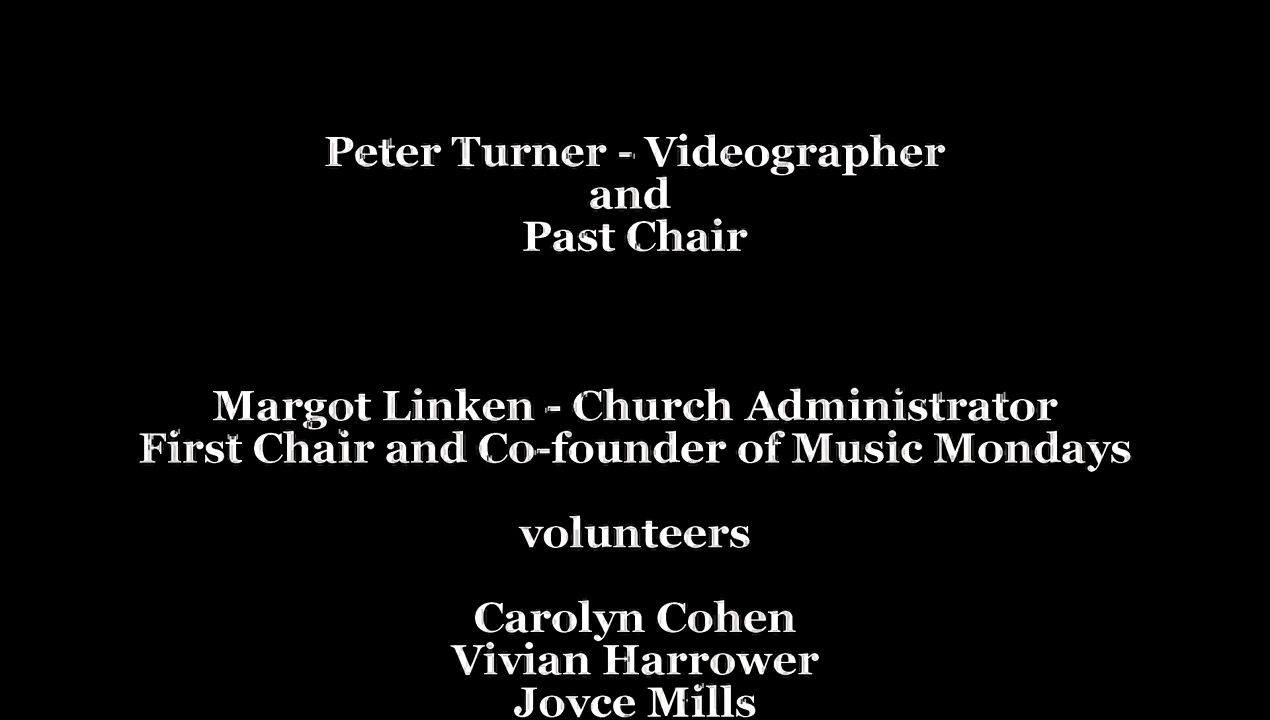 Peter Turner - Videographer
and
Past Chair
Margot Linken - Church Administrator
First Chair and Co-founder of Music Mondays
volunteers
Carolyn Cohen
Vivian Harrower
Joyce Mills